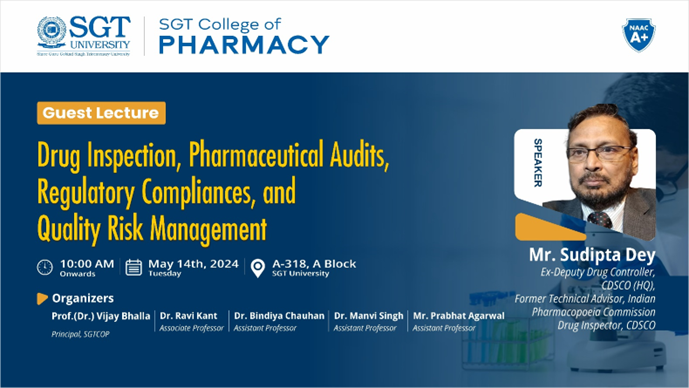 SGT
UNIVERSITY
SGT College of
PHARMACY
NAAC
A+
Guest Lecture
Drug Inspection, Pharmaceutical Audits,
Regulatory Compliances, and
Quality Risk Management
SPEAKER
10:00 AM
Onwards
May 14th, 2024
Tuesday
A-318, A Block
SGT University
Mr. Sudipta Dey
Ex-Deputy Drug Controller,
CDSCO (HQ),
Former Technical Advisor, Indian
Pharmacopoeia Commission
Drug Inspector, CDSCO
Organizers
Prof.(Dr.) Vijay Bhalla
Principal, SGTCOP
Dr. Ravi Kant
Associate Professor
Dr. Bindiya Chauhan
Assistant Professor
Dr. Manvi Singh
Assistant Professor
Mr. Prabhat Agarwal
Assistant Professor